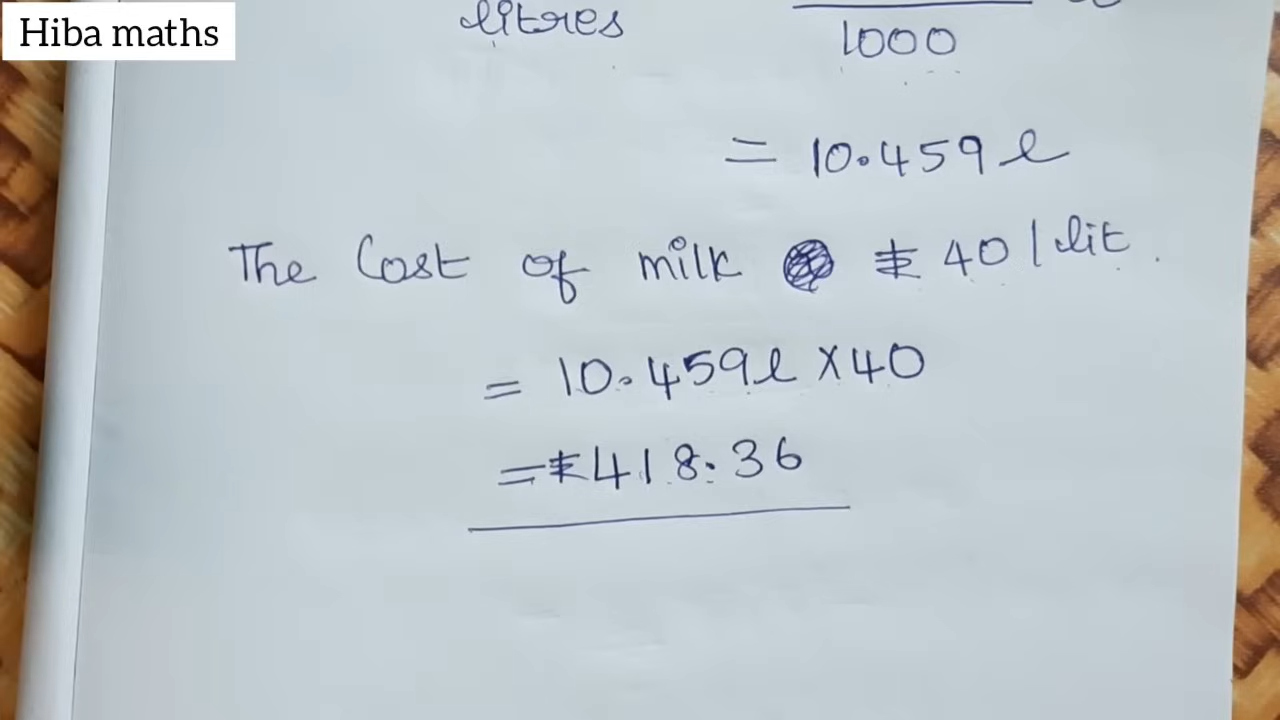 Hiba maths
litres
1000
= 10.459 l
The Cost of milk ₹ 40 / lit.
= 10.459 l × 40
= ₹ 418.36